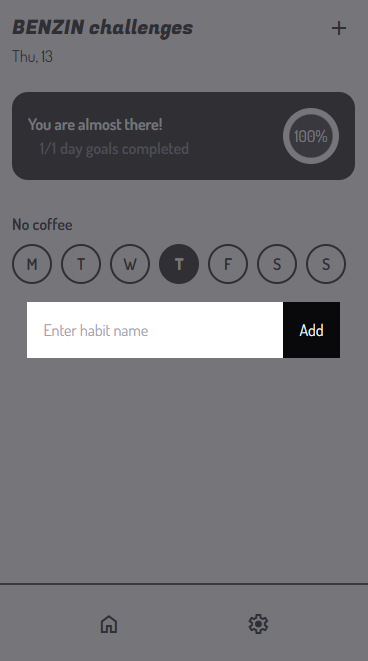 BENZIN challenges
Thu, 13
You are almost there!
1/1 day goals completed
100%
No coffee
M T W T F S S
Enter habit name
Add